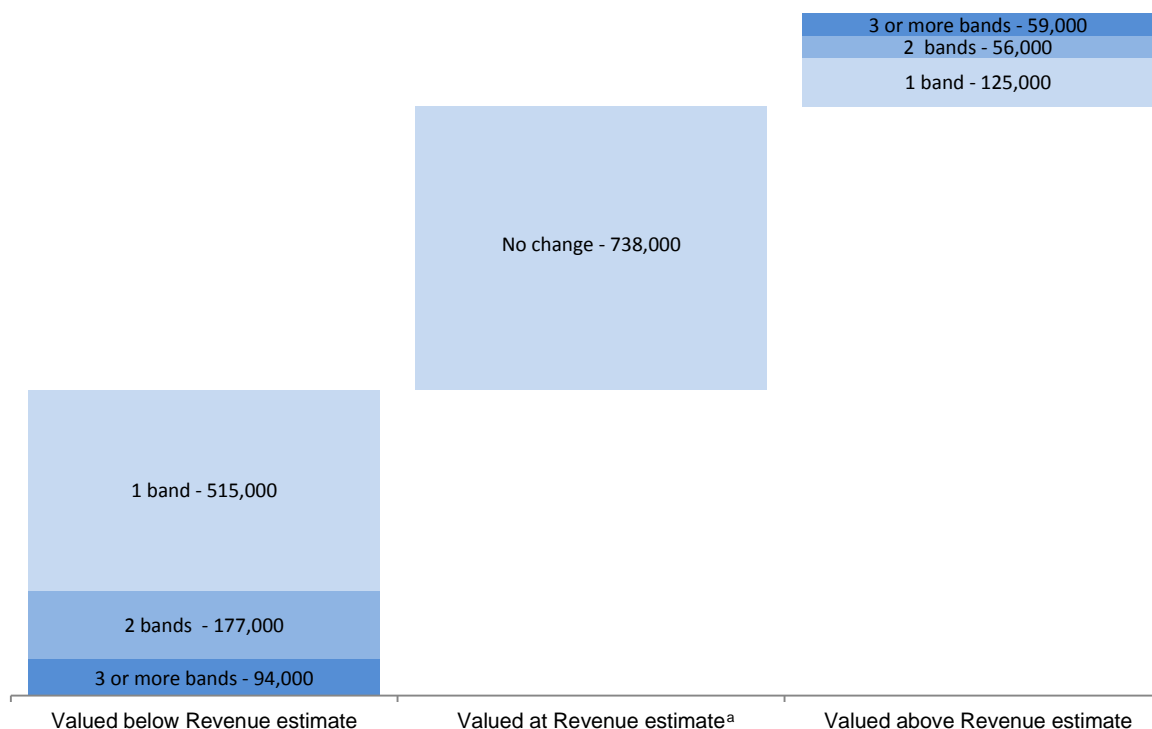 3 or more bands - 59,000
2 bands - 56,000
1 band - 125,000
No change - 738,000
1 band - 515,000
2 bands - 177,000
3 or more bands - 94,000
Valued below Revenue estimate
Valued at Revenue estimateᵃ
Valued above Revenue estimate